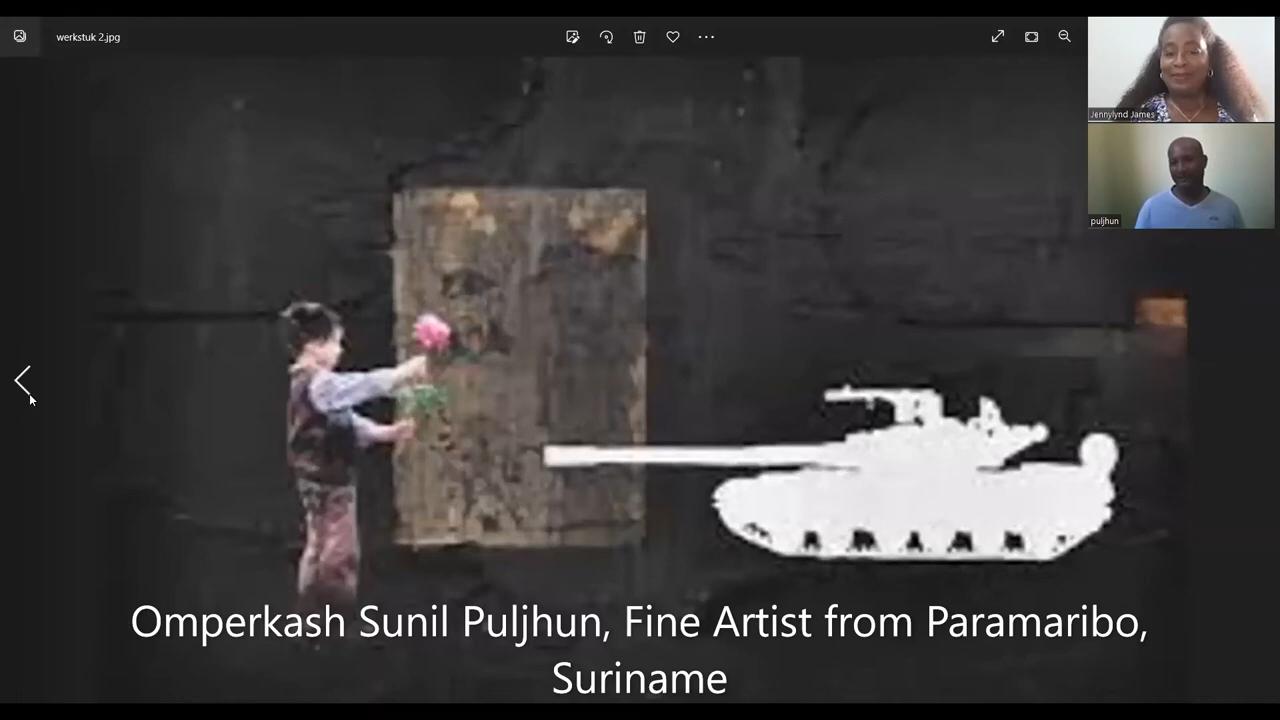 werkstuk 2.jpg
Jennylynd James
puljhun
Omperkash Sunil Puljhun, Fine Artist from Paramaribo,
Suriname